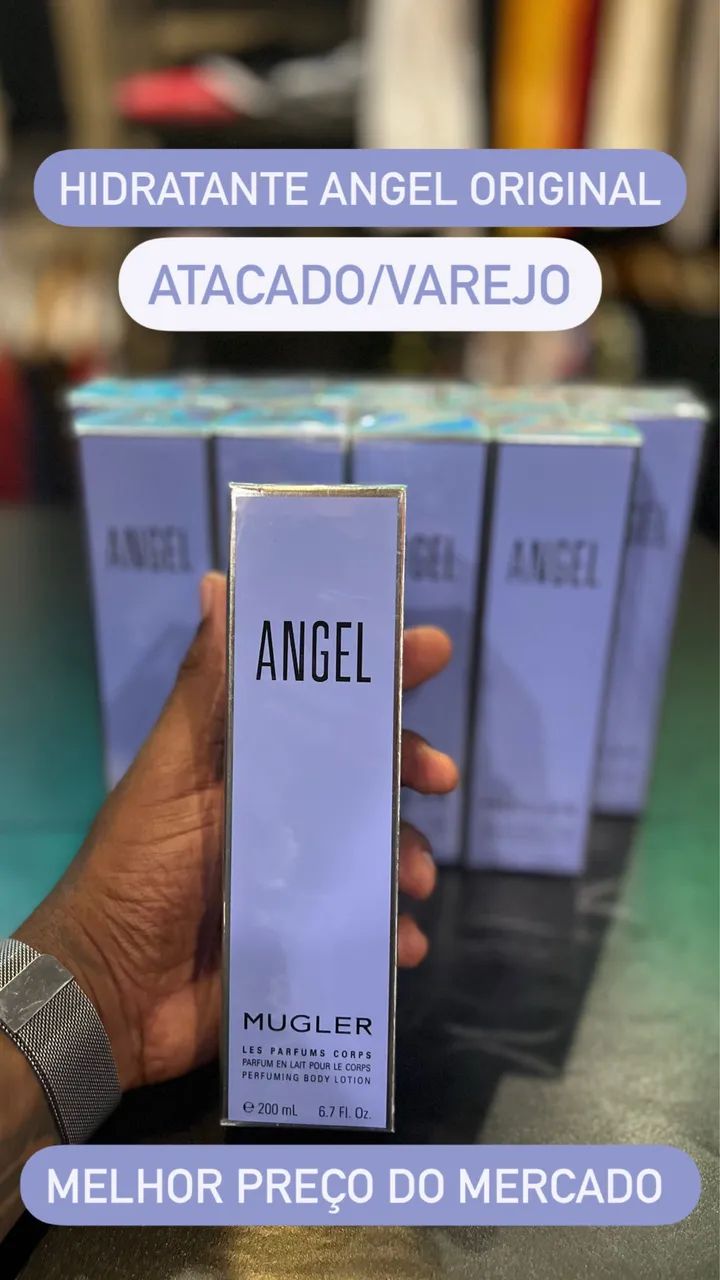 HIDRATANTE ANGEL ORIGINAL
ATACADO/VAREJO
ANGEL
ANGEL
ANGEL
MUGLER
LES PARFUMS CORPS
PARFUM EN LAIT POUR LE CORPS
PERFUMING BODY LOTION
℮ 200 mL 6.7 Fl. Oz.
MELHOR PREÇO DO MERCADO